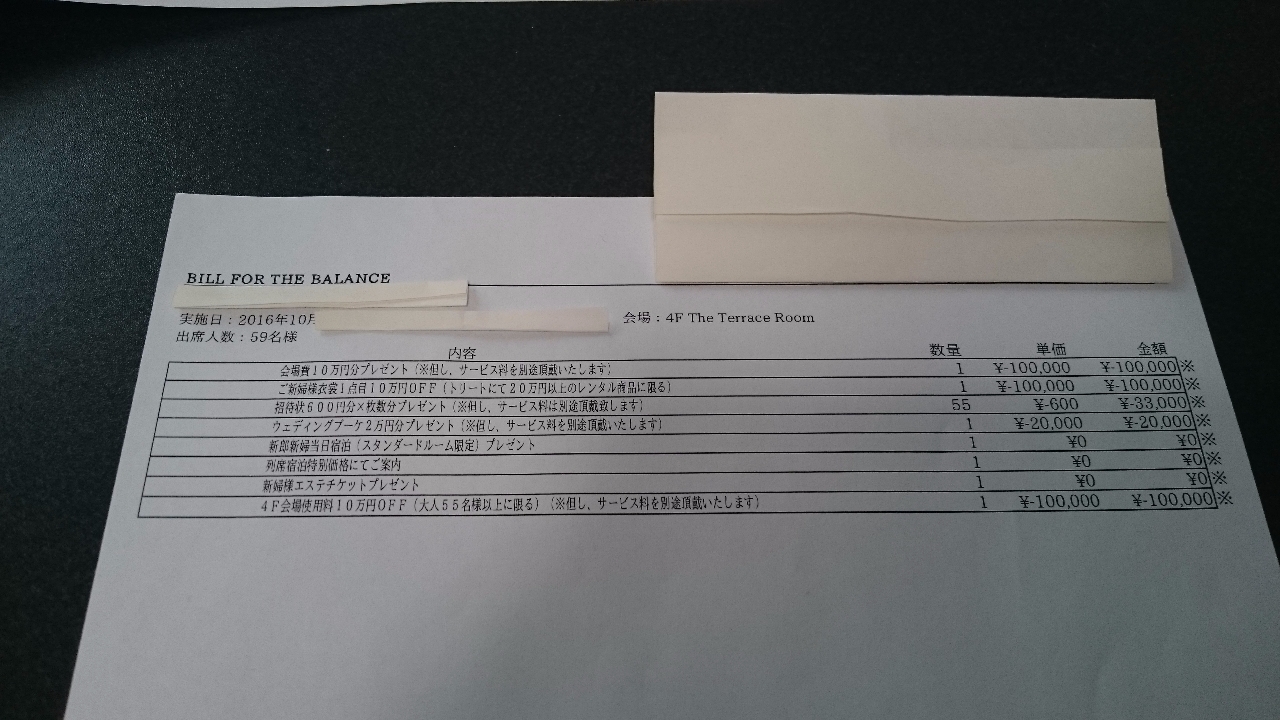 BILL FOR THE BALANCE
実施日：2016年10月
会場：4F The Terrace Room
出席人数：59名様
内容 数量 単価 金額
会場費１０万円分プレゼント（※但し、サービス料を別途頂戴いたします） 1 ¥-100,000 ¥-100,000 ※
ご新婦様衣裳１点目１０万円ＯＦＦ（トリートにて２０万円以上のレンタル商品に限る） 1 ¥-100,000 ¥-100,000 ※
招待状６００円分×枚数分プレゼント（※但し、サービス料は別途頂戴致します） 55 ¥-600 ¥-33,000 ※
ウェディングブーケ２万円分プレゼント（※但し、サービス料を別途頂戴いたします） 1 ¥-20,000 ¥-20,000 ※
新郎新婦当日宿泊（スタンダードルーム限定）プレゼント 1 ¥0 ¥0 ※
列席宿泊特別価格にてご案内 1 ¥0 ¥0 ※
新婦様エステチケットプレゼント 1 ¥0 ¥0 ※
４Ｆ会場使用料１０万円ＯＦＦ（大人５５名様以上に限る）（※但し、サービス料を別途頂戴いたします） 1 ¥-100,000 ¥-100,000 ※